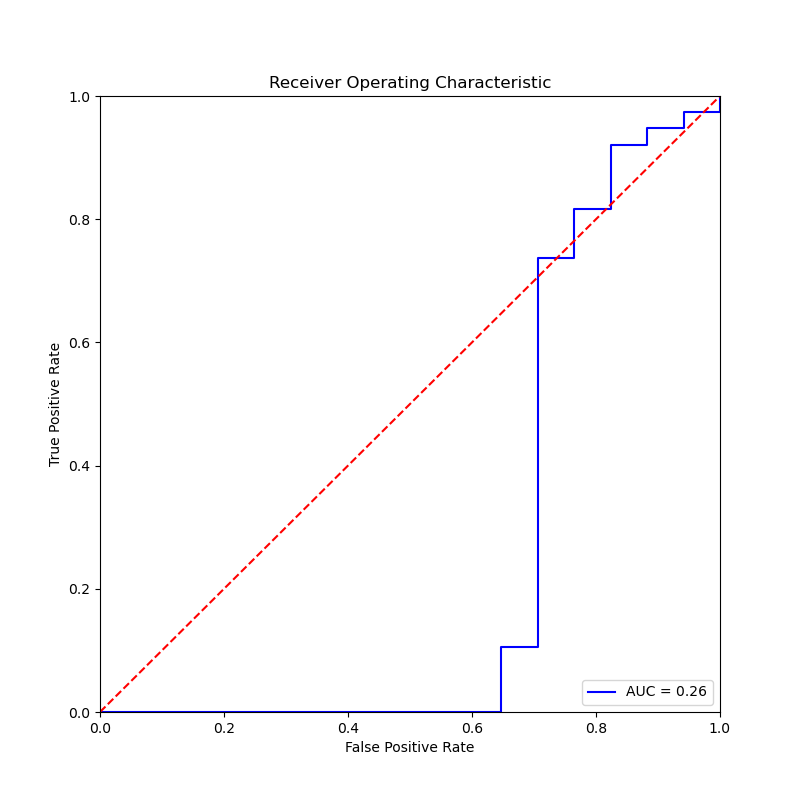 Receiver Operating Characteristic
1.0
0.8
0.6
0.4
0.2
0.0
True Positive Rate
AUC = 0.26
0.0 0.2 0.4 0.6 0.8 1.0
False Positive Rate